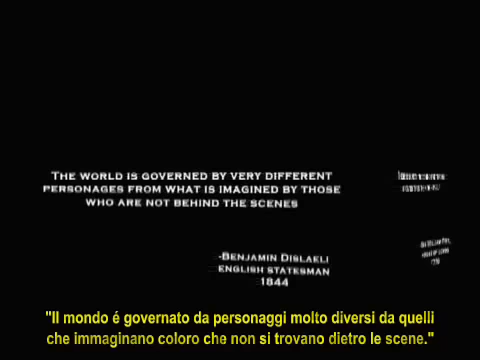 THE WORLD IS GOVERNED BY VERY DIFFERENT
PERSONAGES FROM WHAT IS IMAGINED BY THOSE
WHO ARE NOT BEHIND THE SCENES
-BENJAMIN DISLAELI
ENGLISH STATESMAN
1844
"Il mondo é governato da personaggi molto diversi da quelli
che immaginano coloro che non si trovano dietro le scene."